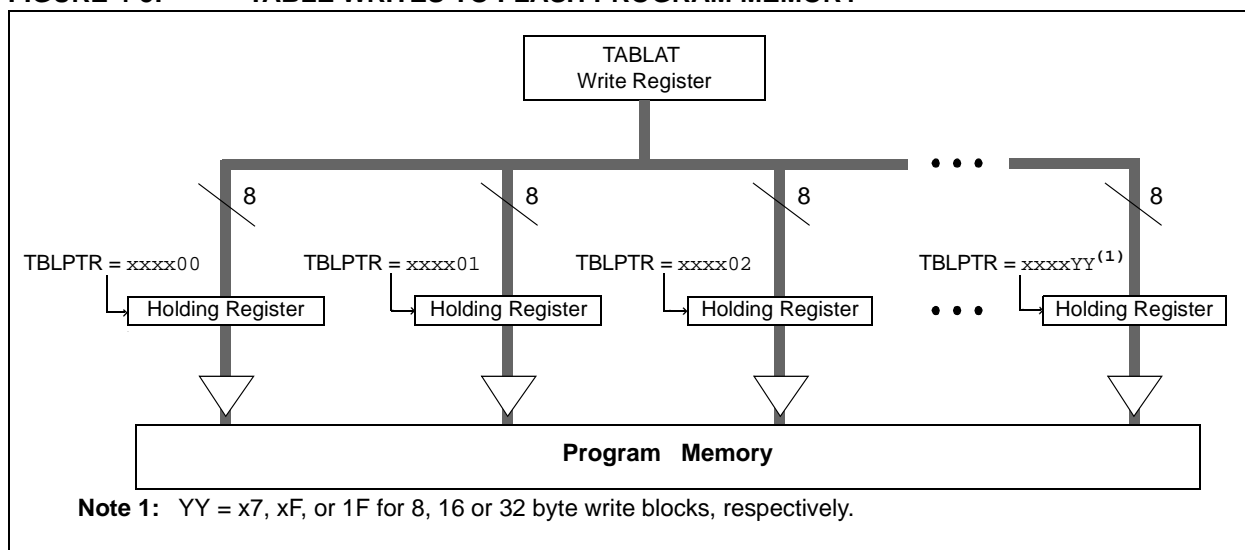 TABLAT
Write Register
8 8 8 8
TBLPTR = xxxx00 TBLPTR = xxxx01 TBLPTR = xxxx02 TBLPTR = xxxxYY(1)
Holding Register Holding Register Holding Register Holding Register
Program Memory
Note 1: YY = x7, xF, or 1F for 8, 16 or 32 byte write blocks, respectively.